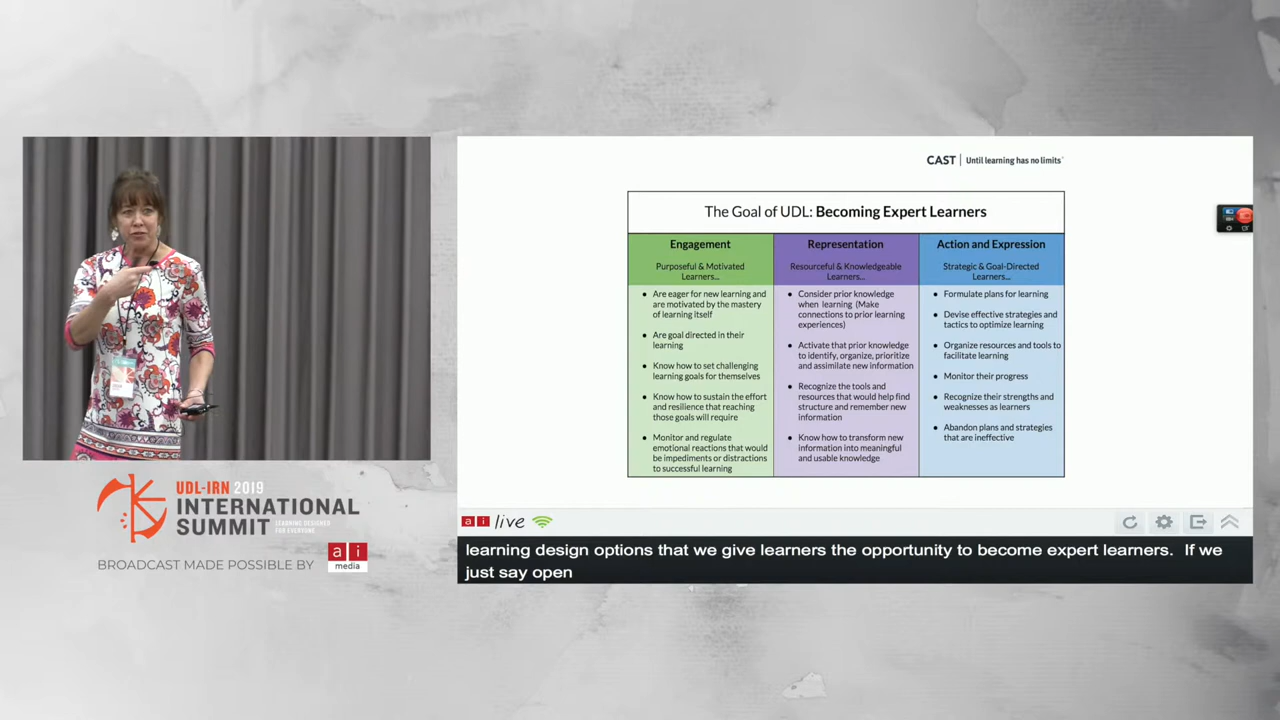 CAST | Until learning has no limits
The Goal of UDL: Becoming Expert Learners
Engagement
Purposeful & Motivated
Learners...
• Are eager for new learning and
are motivated by the mastery
of learning itself
• Are goal directed in their
learning
• Know how to set challenging
learning goals for themselves
• Know how to sustain the effort
and resilience that reaching
those goals will require
• Monitor and regulate
emotional reactions that would
be impediments or distractions
to successful learning
Representation
Resourceful & Knowledgeable
Learners...
• Consider prior knowledge
when learning (Make
connections to prior learning
experiences)
• Activate that prior knowledge
to identify, organize, prioritize
and assimilate new information
• Recognize the tools and
resources that would help find
structure and remember new
information
• Know how to transform new
information into meaningful
and usable knowledge
Action and Expression
Strategic & Goal-Directed
Learners...
• Formulate plans for learning
• Devise effective strategies and
tactics to optimize learning
• Organize resources and tools to
facilitate learning
• Monitor their progress
• Recognize their strengths and
weaknesses as learners
• Abandon plans and strategies
that are ineffective
UDL-IRN 2019
INTERNATIONAL
SUMMIT
LEARNING DESIGNED
FOR EVERYONE
BROADCAST MADE POSSIBLE BY
ai
media
ai live
learning design options that we give learners the opportunity to become expert learners. If we
just say open